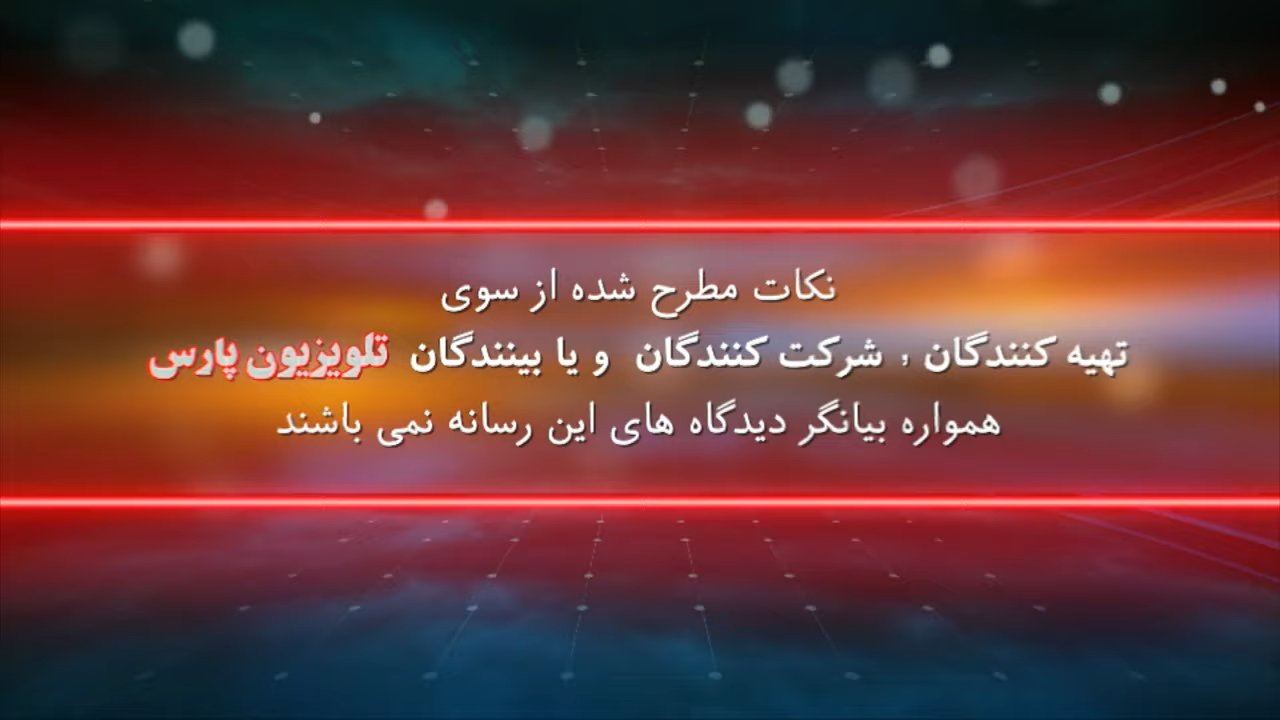 نکات مطرح شده از سوی
تهیه کنندگان , شرکت کنندگان و یا بینندگان تلویزیون پارس
همواره بیانگر دیدگاه های این رسانه نمی باشند